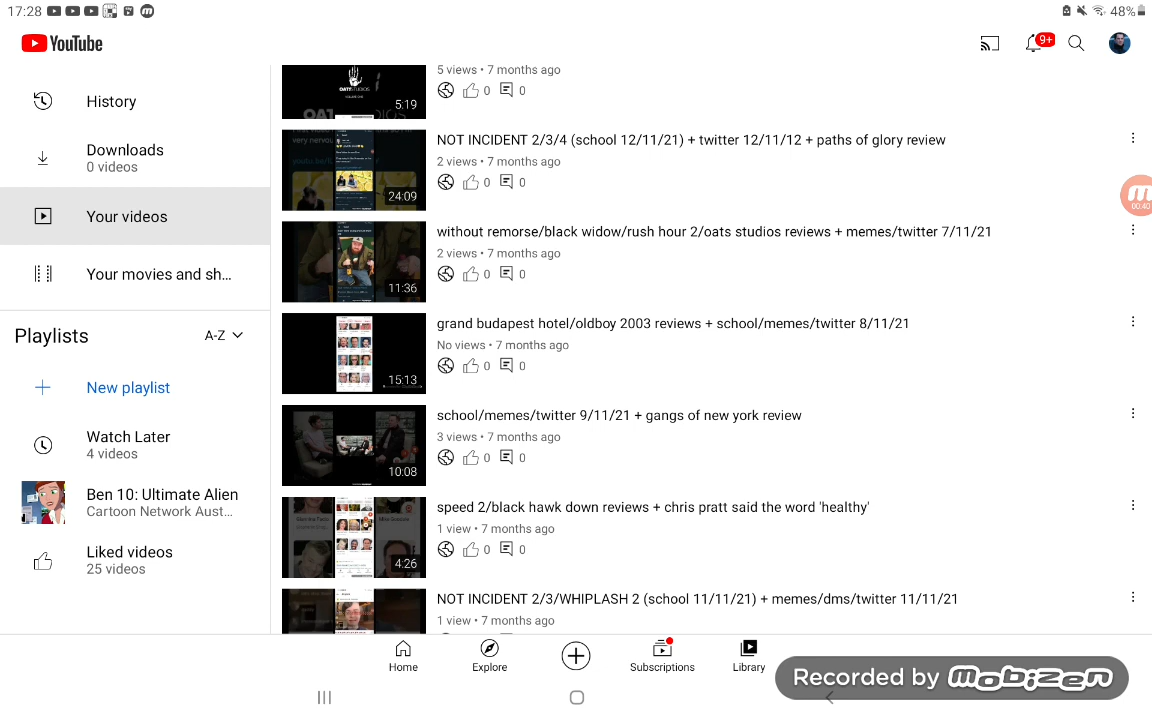 17:28
48%
YouTube
9+
History
Downloads
0 videos
Your videos
Your movies and sh...
Playlists
A-Z
New playlist
Watch Later
4 videos
Ben 10: Ultimate Alien
Cartoon Network Aust...
Liked videos
25 videos
OATS STUDIOS
5:19
5 views • 7 months ago
0 0
24:09
NOT INCIDENT 2/3/4 (school 12/11/21) + twitter 12/11/12 + paths of glory review
2 views • 7 months ago
0 0
11:36
without remorse/black widow/rush hour 2/oats studios reviews + memes/twitter 7/11/21
2 views • 7 months ago
0 0
15:13
grand budapest hotel/oldboy 2003 reviews + school/memes/twitter 8/11/21
No views • 7 months ago
0 0
10:08
school/memes/twitter 9/11/21 + gangs of new york review
3 views • 7 months ago
0 0
4:26
speed 2/black hawk down reviews + chris pratt said the word 'healthy'
1 view • 7 months ago
0 0
NOT INCIDENT 2/3/WHIPLASH 2 (school 11/11/21) + memes/dms/twitter 11/11/21
1 view • 7 months ago
00:40
Home
Explore
Subscriptions
Library
Recorded by mobizen